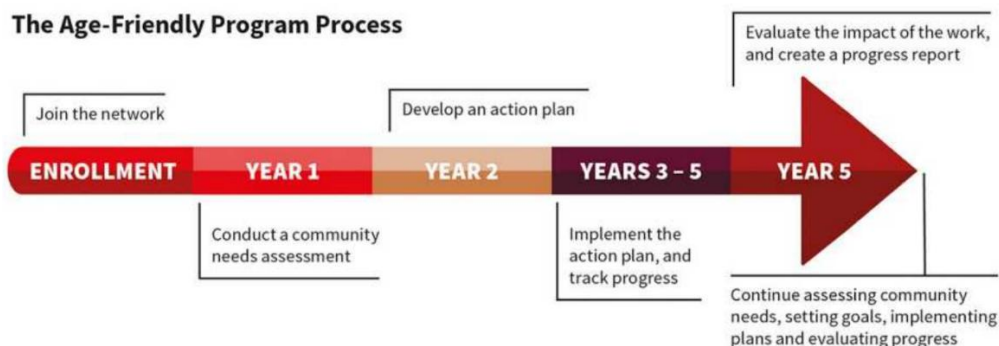 The Age-Friendly Program Process
Evaluate the impact of the work,
and create a progress report
Join the network
Develop an action plan
ENROLLMENT
YEAR 1
YEAR 2
YEARS 3 – 5
YEAR 5
Conduct a community
needs assessment
Implement the
action plan, and
track progress
Continue assessing community
needs, setting goals, implementing
plans and evaluating progress